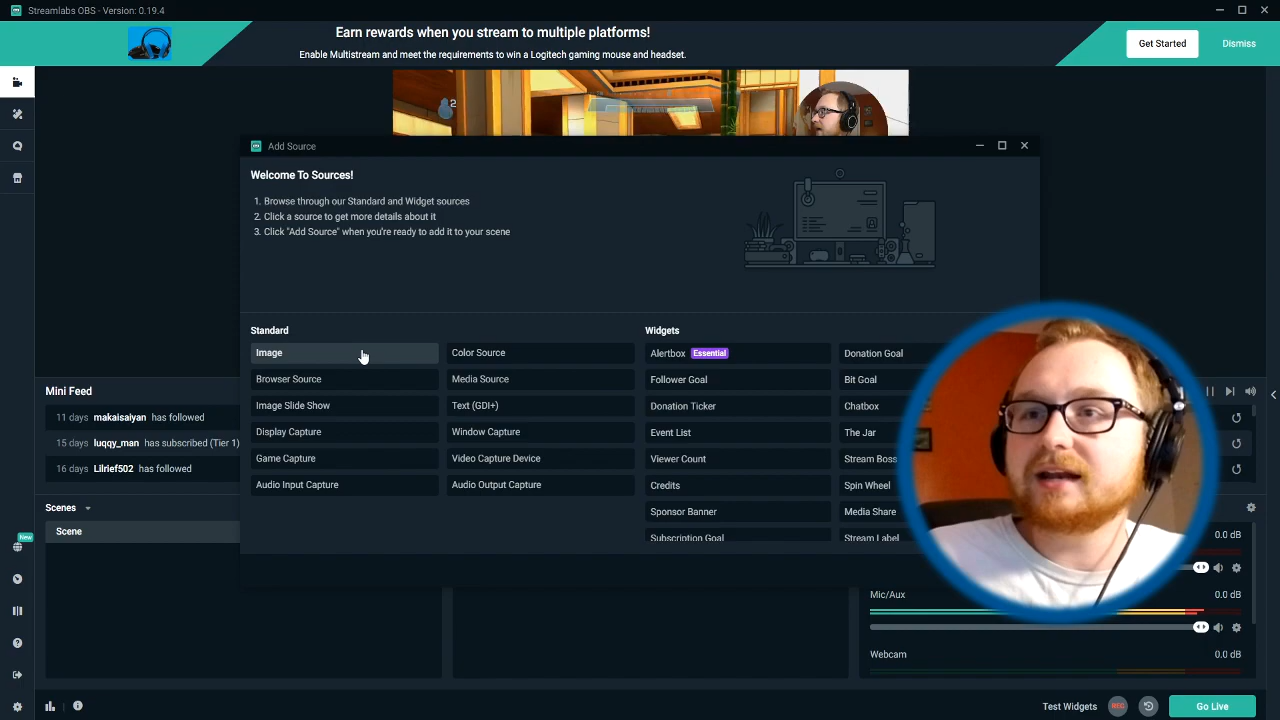 Streamlabs OBS - Version: 0.19.4
Earn rewards when you stream to multiple platforms!
Enable Multistream and meet the requirements to win a Logitech gaming mouse and headset.
Get Started
Dismiss
2
Add Source
Welcome To Sources!
1. Browse through our Standard and Widget sources
2. Click a source to get more details about it
3. Click "Add Source" when you're ready to add it to your scene
Standard
Image
Color Source
Browser Source
Media Source
Image Slide Show
Text (GDI+)
Display Capture
Window Capture
Game Capture
Video Capture Device
Audio Input Capture
Audio Output Capture
Widgets
Alertbox Essential
Donation Goal
Follower Goal
Bit Goal
Donation Ticker
Chatbox
Event List
The Jar
Viewer Count
Stream Boss
Credits
Spin Wheel
Sponsor Banner
Media Share
Subscription Goal
Stream Label
Mini Feed
11 days makaisaiyan has followed
15 days luqqy_man has subscribed (Tier 1)
16 days Lilrief502 has followed
Scenes
Scene
New
0.0 dB
Mic/Aux 0.0 dB
Webcam 0.0 dB
Test Widgets
REC
Go Live